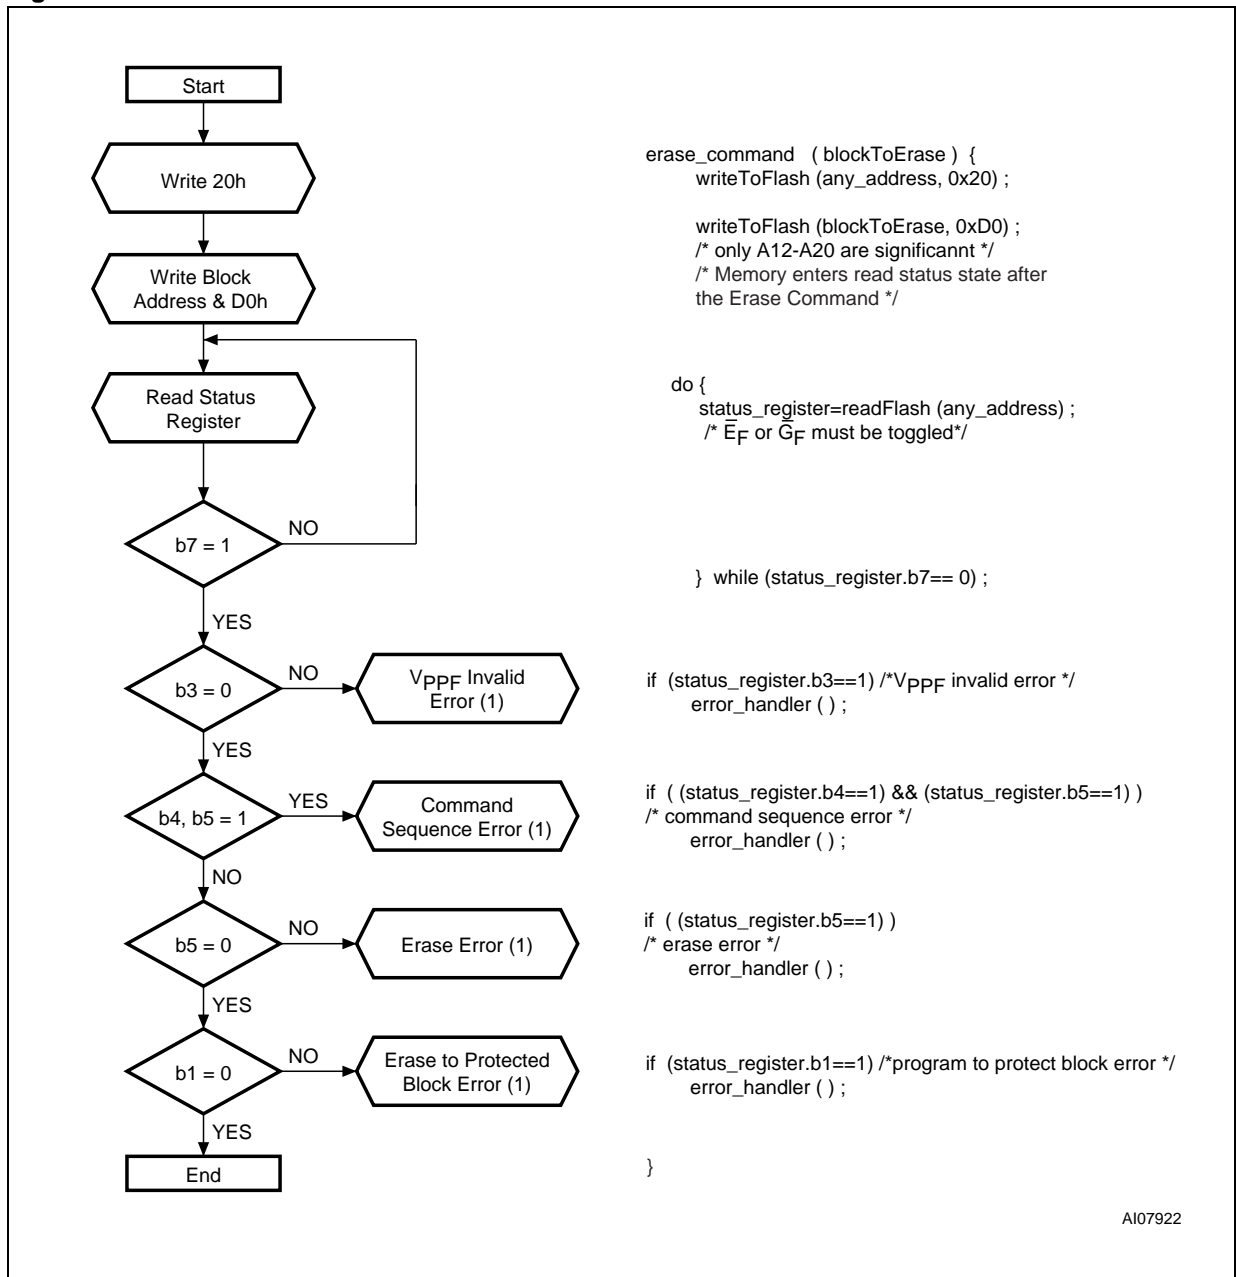 Start
Write 20h
Write Block
Address & D0h
Read Status
Register
b7 = 1
NO
YES
b3 = 0
NO
VPPF Invalid
Error (1)
YES
b4, b5 = 1
YES
Command
Sequence Error (1)
NO
b5 = 0
NO
Erase Error (1)
YES
b1 = 0
NO
Erase to Protected
Block Error (1)
YES
End
erase_command ( blockToErase ) {
writeToFlash (any_address, 0x20) ;
writeToFlash (blockToErase, 0xD0) ;
/* only A12-A20 are significannt */
/* Memory enters read status state after
the Erase Command */
do {
status_register=readFlash (any_address) ;
/* E̅F or G̅F must be toggled*/
} while (status_register.b7== 0) ;
if (status_register.b3==1) /*VPPF invalid error */
error_handler ( ) ;
if ( (status_register.b4==1) && (status_register.b5==1) )
/* command sequence error */
error_handler ( ) ;
if ( (status_register.b5==1) )
/* erase error */
error_handler ( ) ;
if (status_register.b1==1) /*program to protect block error */
error_handler ( ) ;
}
AI07922